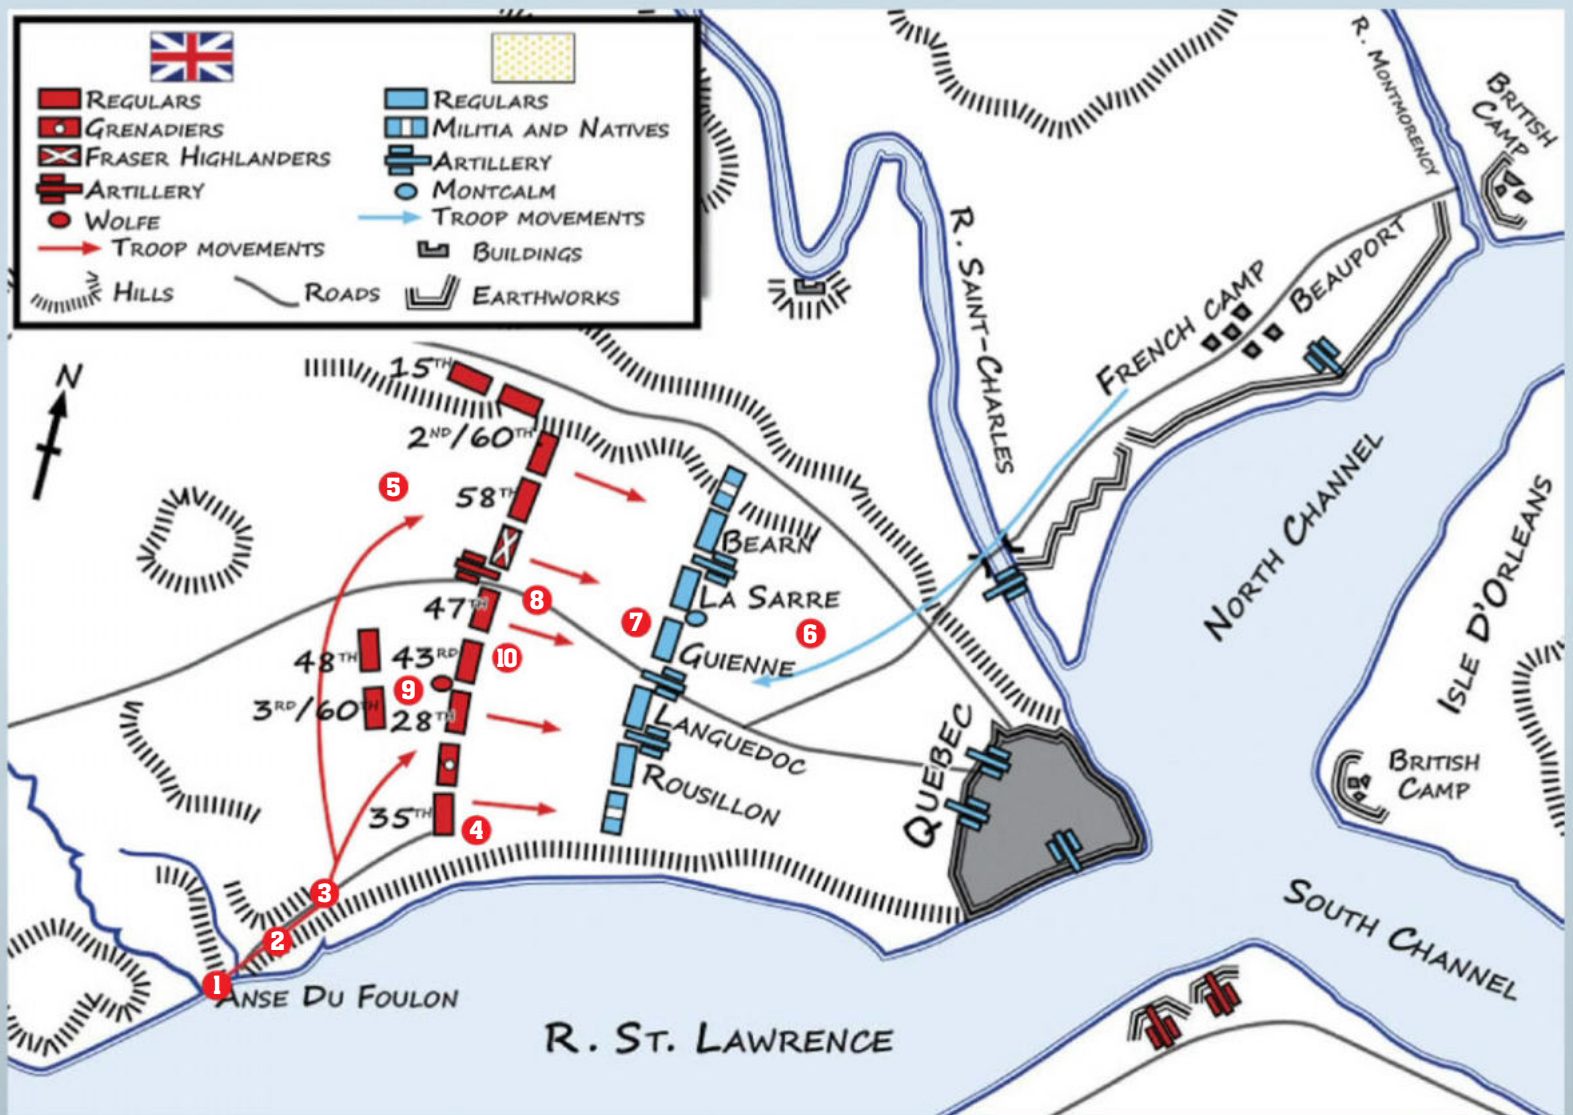 REGULARS
GRENADIERS
FRASER HIGHLANDERS
ARTILLERY
WOLFE
TROOP MOVEMENTS
HILLS
ROADS
REGULARS
MILITIA AND NATIVES
ARTILLERY
MONTCALM
TROOP MOVEMENTS
BUILDINGS
EARTHWORKS
R. MONTMORENCY
BRITISH
CAMP
R. SAINT-CHARLES
FRENCH CAMP
BEAUPORT
N
15TH
2ND/60TH
5
58TH
BEARN
LA SARRE
8
47TH
7
6
48TH
43RD
10
GUIENNE
9
3RD/60TH
28TH
LANGUEDOC
ROUSILLON
35TH
4
QUEBEC
NORTH CHANNEL
ISLE D'ORLEANS
BRITISH
CAMP
3
2
1
ANSE DU FOULON
R. ST. LAWRENCE
SOUTH CHANNEL